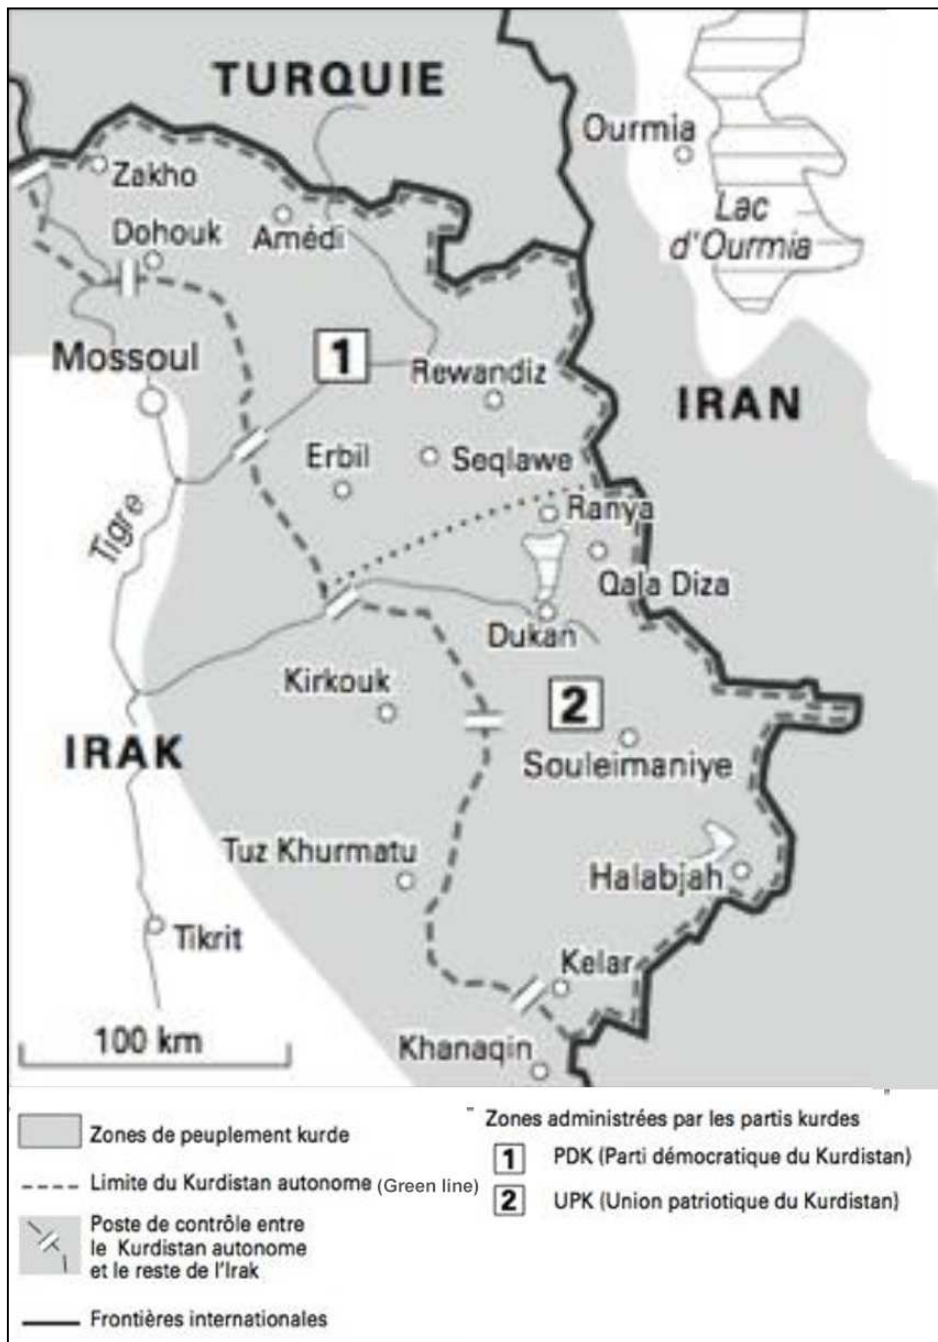 TURQUIE
Ourmia
Zakho
Lac
d'Ourmia
Dohouk
Amédi
Mossoul
1
Rewandiz
IRAN
Erbil
Seqlawe
Ranya
Tigre
Qala Diza
Dukan
Kirkouk
2
IRAK
Souleimaniye
Tuz Khurmatu
Halabjah
Tikrit
Kelar
100 km
Khanaqin
Zones de peuplement kurde
Limite du Kurdistan autonome (Green line)
Poste de contrôle entre
le Kurdistan autonome
et le reste de l'Irak
Frontières internationales
Zones administrées par les partis kurdes
1 PDK (Parti démocratique du Kurdistan)
2 UPK (Union patriotique du Kurdistan)